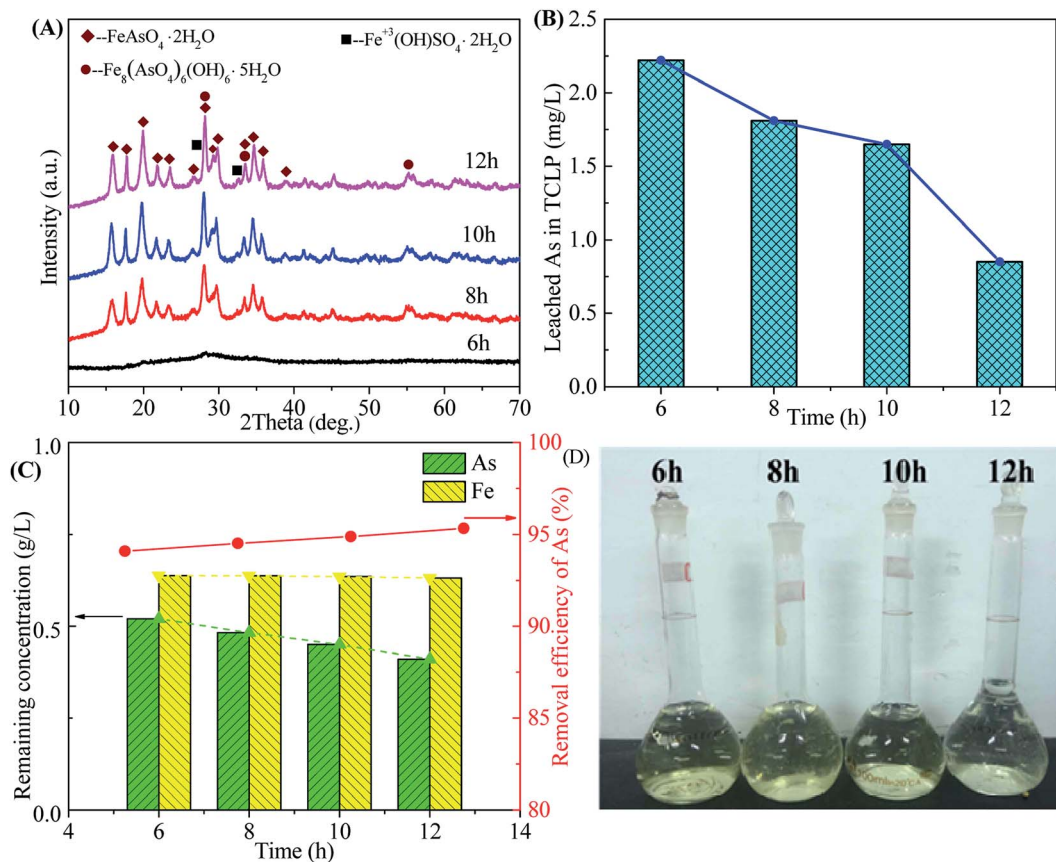 (A)
◆--FeAsO₄·2H₂O
■--Fe⁺³(OH)SO₄·2H₂O
●--Fe₈(AsO₄)₆(OH)₆·5H₂O
12h
10h
8h
6h
Intensity (a.u.)
10 20 30 40 50 60 70
2Theta (deg.)
(B)
2.5
2.0
1.5
1.0
0.5
0.0
Leached As in TCLP (mg/L)
6 8 10 12
Time (h)
(C)
As
Fe
1.0
0.5
0.0
Remaining concentration (g/L)
100
95
90
85
80
Removal efficiency of As (%)
4 6 8 10 12 14
Time (h)
(D)
6h 8h 10h 12h